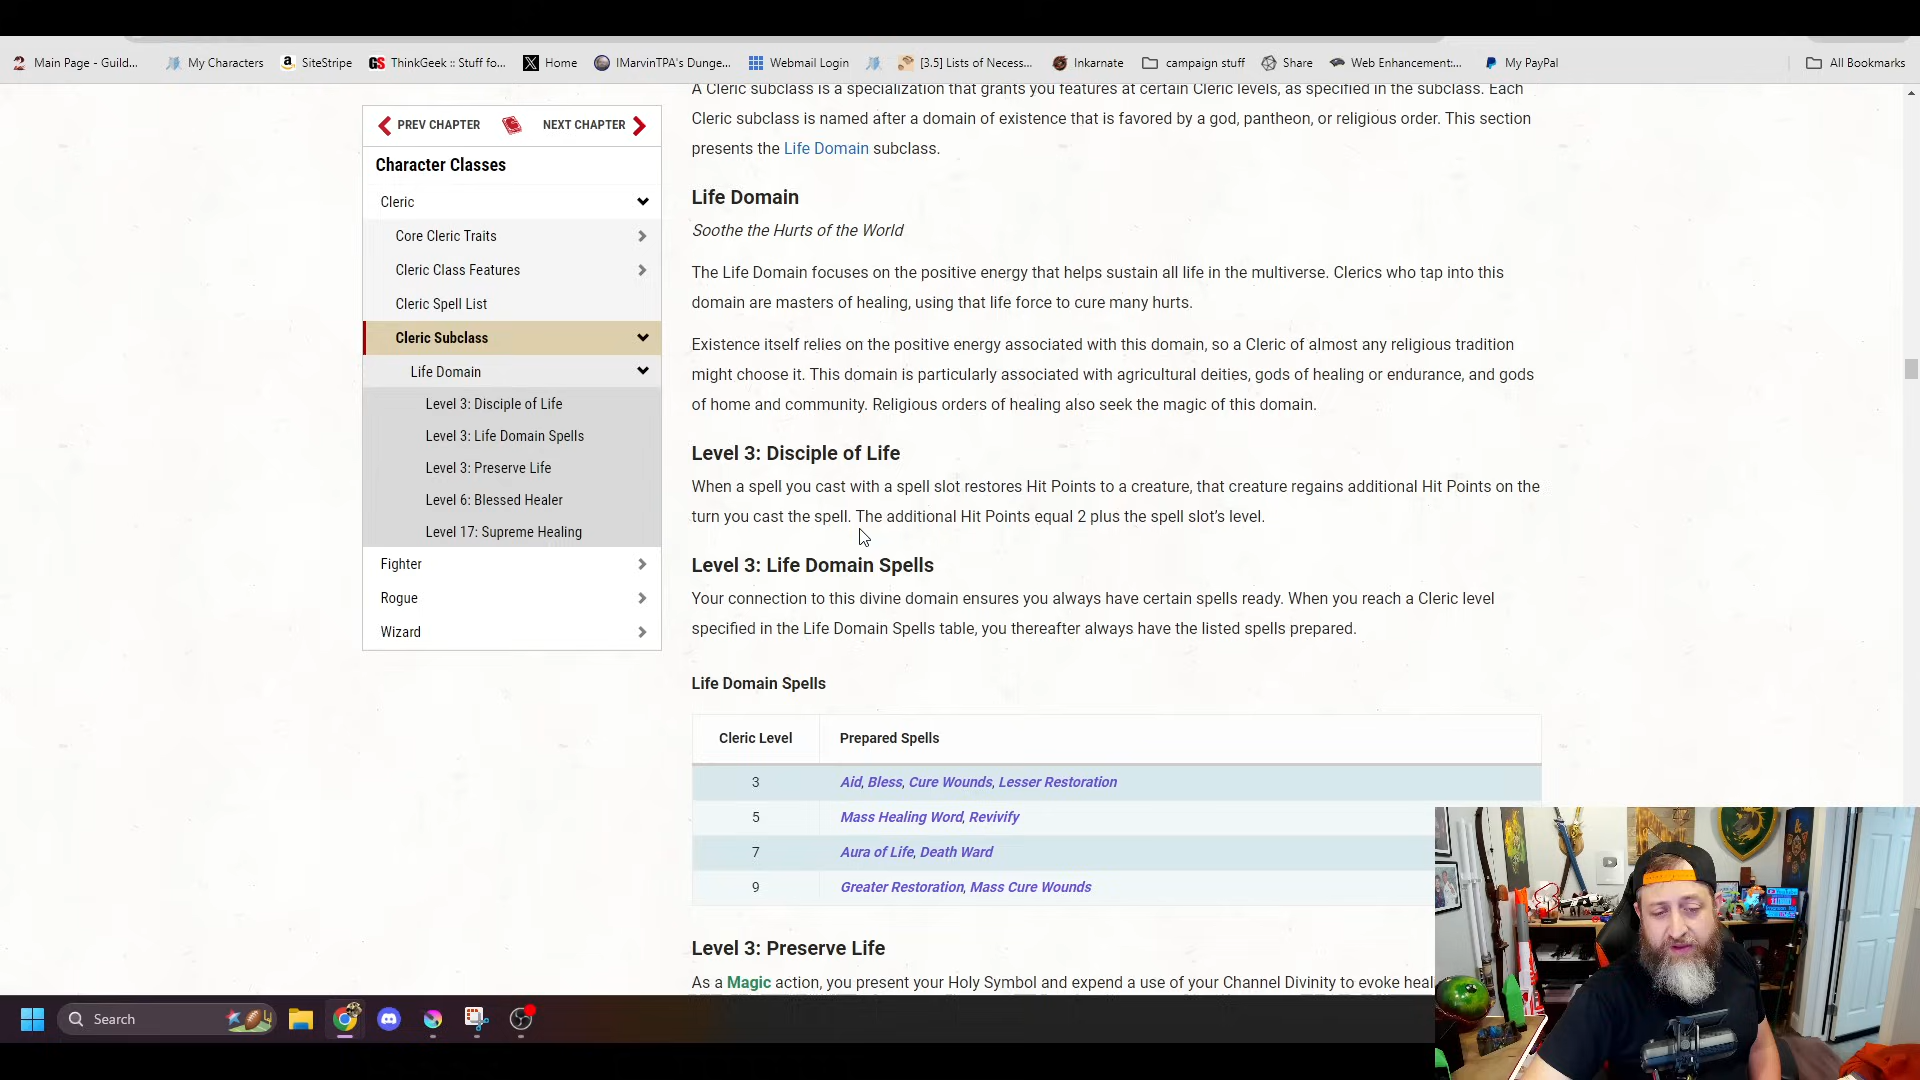 Main Page - Guild...
My Characters
SiteStripe
GS
ThinkGeek :: Stuff fo...
Home
IMarvinTPA's Dunge...
Webmail Login
[3.5] Lists of Necess...
Inkarnate
campaign stuff
Share
Web Enhancement:...
My PayPal
All Bookmarks
PREV CHAPTER
NEXT CHAPTER
Character Classes
Cleric
Core Cleric Traits
Cleric Class Features
Cleric Spell List
Cleric Subclass
Life Domain
Level 3: Disciple of Life
Level 3: Life Domain Spells
Level 3: Preserve Life
Level 6: Blessed Healer
Level 17: Supreme Healing
Fighter
Rogue
Wizard
A Cleric subclass is a specialization that grants you features at certain Cleric levels, as specified in the subclass. Each
Cleric subclass is named after a domain of existence that is favored by a god, pantheon, or religious order. This section
presents the Life Domain subclass.
Life Domain
Soothe the Hurts of the World
The Life Domain focuses on the positive energy that helps sustain all life in the multiverse. Clerics who tap into this
domain are masters of healing, using that life force to cure many hurts.
Existence itself relies on the positive energy associated with this domain, so a Cleric of almost any religious tradition
might choose it. This domain is particularly associated with agricultural deities, gods of healing or endurance, and gods
of home and community. Religious orders of healing also seek the magic of this domain.
Level 3: Disciple of Life
When a spell you cast with a spell slot restores Hit Points to a creature, that creature regains additional Hit Points on the
turn you cast the spell. The additional Hit Points equal 2 plus the spell slot's level.
Level 3: Life Domain Spells
Your connection to this divine domain ensures you always have certain spells ready. When you reach a Cleric level
specified in the Life Domain Spells table, you thereafter always have the listed spells prepared.
Life Domain Spells
Cleric Level Prepared Spells
3 Aid, Bless, Cure Wounds, Lesser Restoration
5 Mass Healing Word, Revivify
7 Aura of Life, Death Ward
9 Greater Restoration, Mass Cure Wounds
Level 3: Preserve Life
As a Magic action, you present your Holy Symbol and expend a use of your Channel Divinity to evoke heal
Search